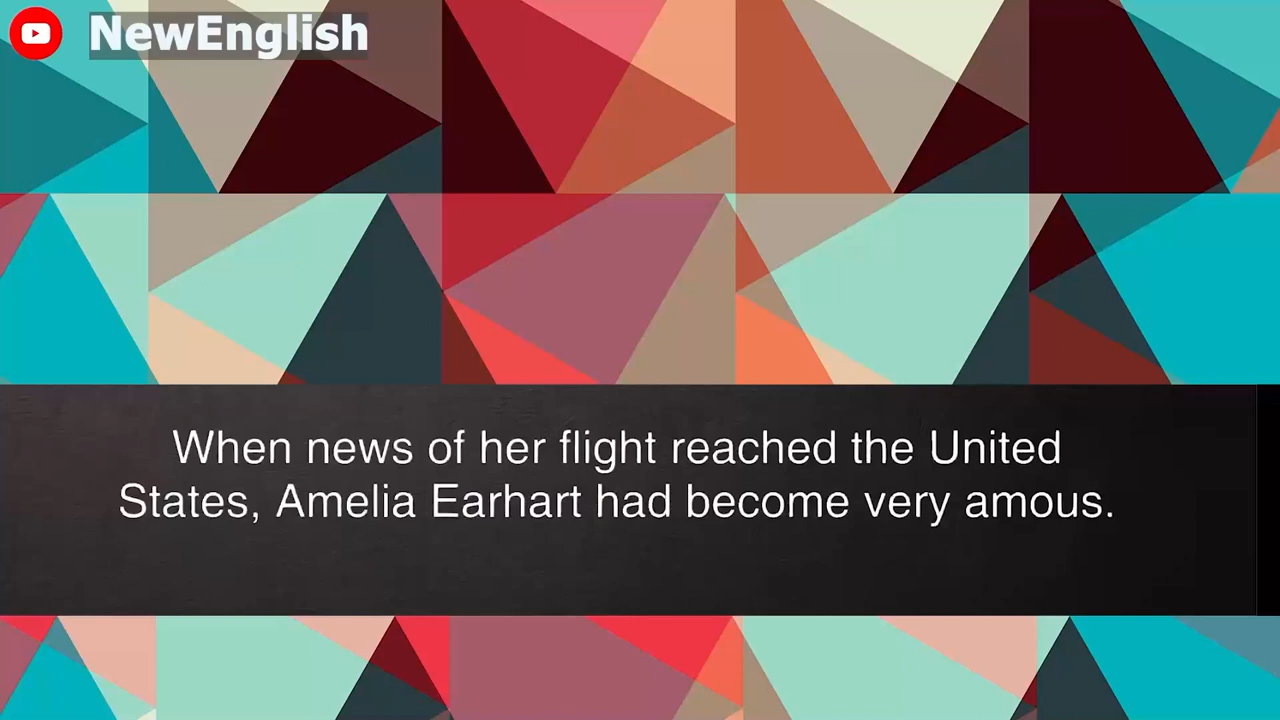 NewEnglish
When news of her flight reached the United
States, Amelia Earhart had become very amous.